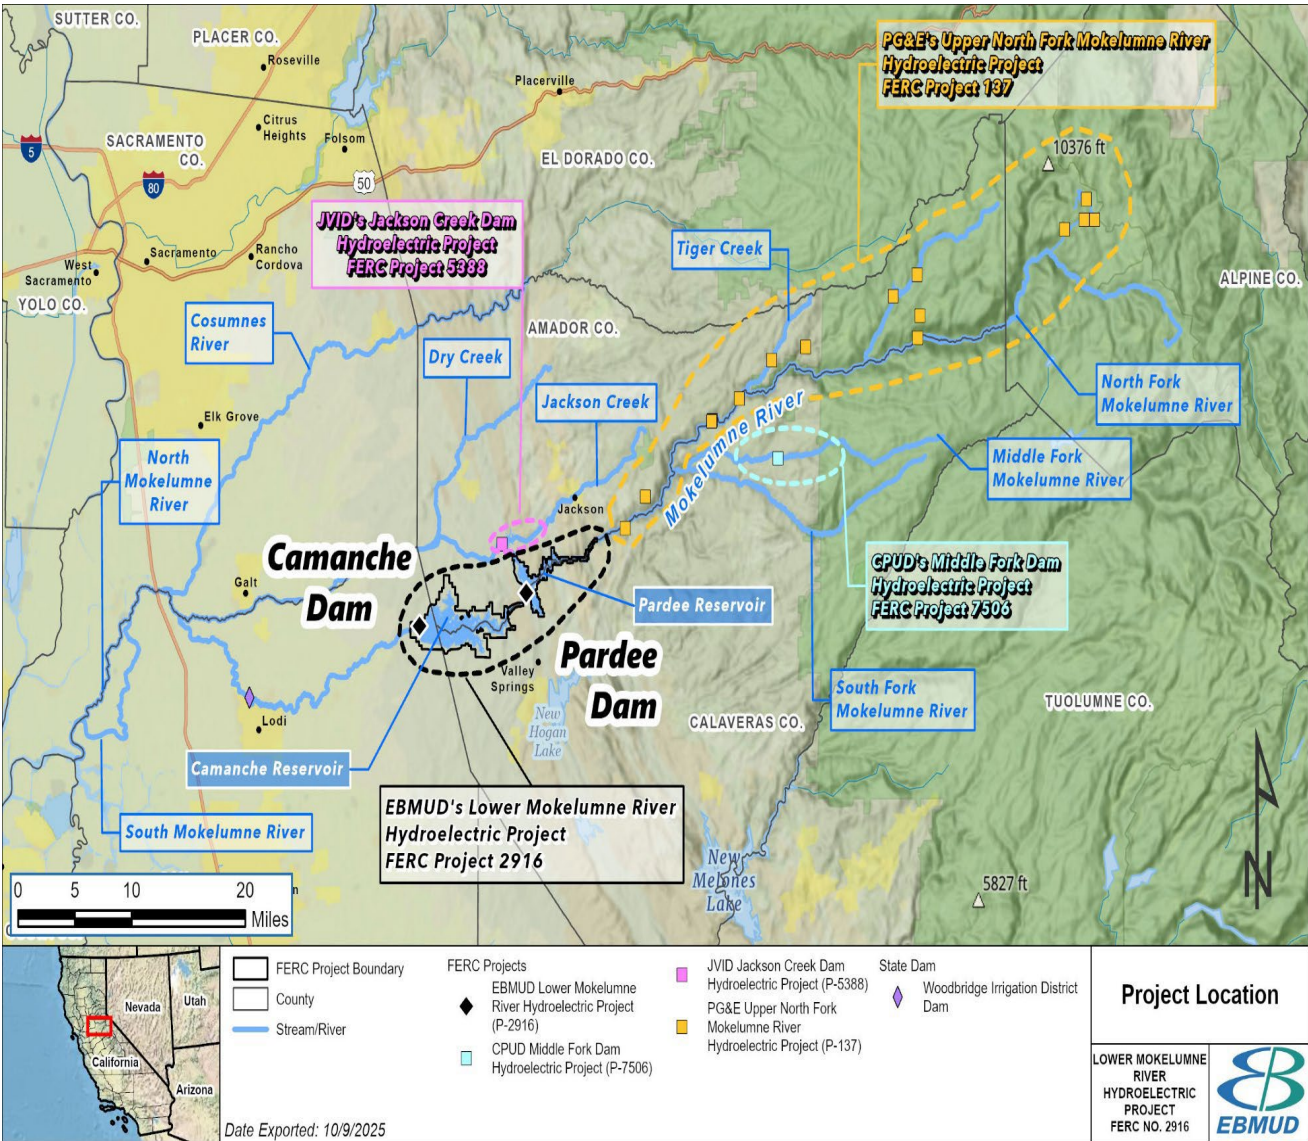 SUTTER CO.
PLACER CO.
Roseville
Placerville
PG&E's Upper North Fork Mokelumne River
Hydroelectric Project
FERC Project 137
Citrus
Heights
SACRAMENTO
CO.
Folsom
5
80
50
EL DORADO CO.
10376 ft
JVID's Jackson Creek Dam
Hydroelectric Project
FERC Project 5388
Tiger Creek
Sacramento
Rancho
Cordova
West
Sacramento
YOLO CO.
ALPINE CO.
Cosumnes
River
AMADOR CO.
Dry Creek
Jackson Creek
North Fork
Mokelumne River
Elk Grove
Mokelumne River
North
Mokelumne
River
Middle Fork
Mokelumne River
Jackson
Camanche
Dam
CPUD's Middle Fork Dam
Hydroelectric Project
FERC Project 7506
Galt
Pardee Reservoir
Pardee
Dam
Valley
Springs
South Fork
Mokelumne River
TUOLUMNE CO.
CALAVERAS CO.
New
Hogan
Lake
Lodi
Camanche Reservoir
EBMUD's Lower Mokelumne River
Hydroelectric Project
FERC Project 2916
South Mokelumne River
New
Melones
Lake
5827 ft
N
0 5 10 20
Miles
Nevada
Utah
California
Arizona
FERC Project Boundary
County
Stream/River
FERC Projects
EBMUD Lower Mokelumne
River Hydroelectric Project
(P-2916)
CPUD Middle Fork Dam
Hydroelectric Project (P-7506)
JVID Jackson Creek Dam
Hydroelectric Project (P-5388)
PG&E Upper North Fork
Mokelumne River
Hydroelectric Project (P-137)
State Dam
Woodbridge Irrigation District
Dam
Date Exported: 10/9/2025
Project Location
LOWER MOKELUMNE
RIVER
HYDROELECTRIC
PROJECT
FERC NO. 2916
EBMUD